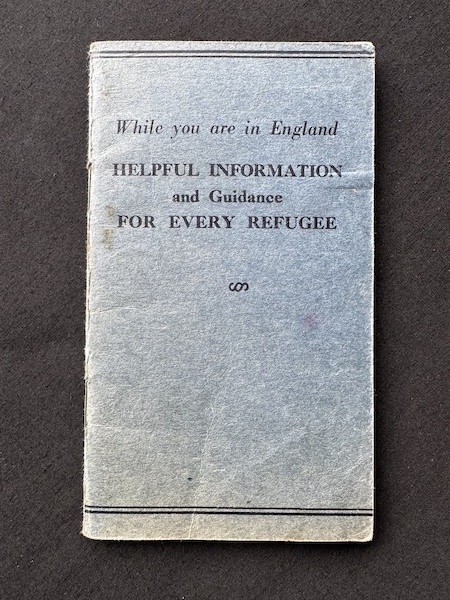 While you are in England
HELPFUL INFORMATION
and Guidance
FOR EVERY REFUGEE